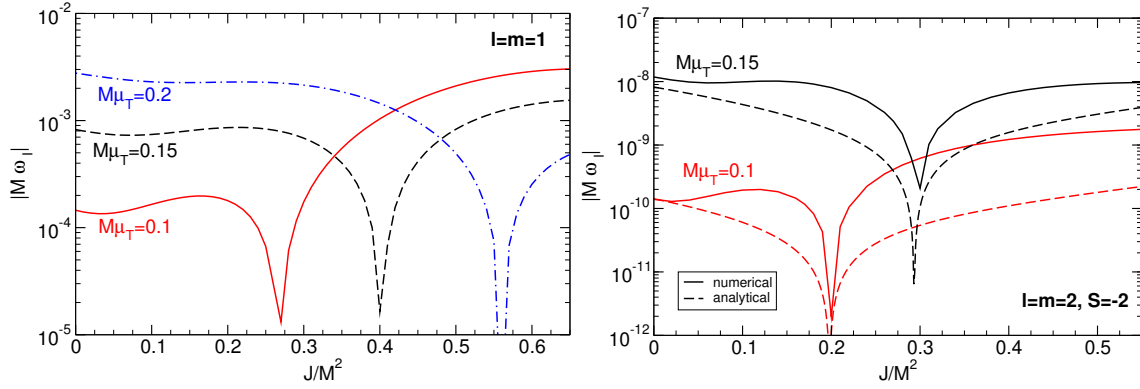 10^-2
10^-3
10^-4
10^-5
|M ω_I|
l=m=1
Mμ_T=0.2
Mμ_T=0.15
Mμ_T=0.1
0 0.1 0.2 0.3 0.4 0.5 0.6
J/M^2
10^-7
10^-8
10^-9
10^-10
10^-11
10^-12
|M ω_I|
Mμ_T=0.15
Mμ_T=0.1
numerical
analytical
l=m=2, S=-2
0 0.1 0.2 0.3 0.4 0.5
J/M^2